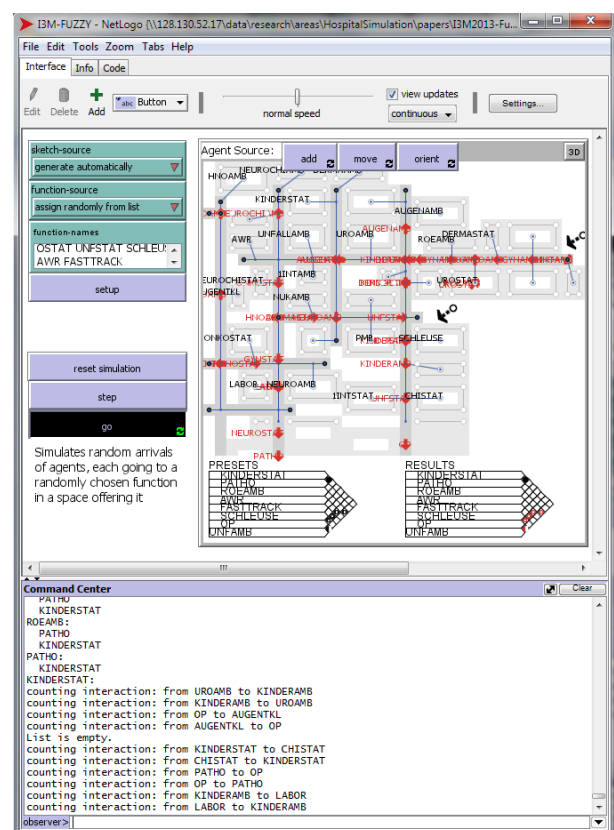 I3M-FUZZY - NetLogo {\\128.130.52.17\data\research\areas\HospitalSimulation\papers\I3M2013-Fu...
File Edit Tools Zoom Tabs Help
Interface Info Code
Edit Delete Add abc Button normal speed view updates continuous Settings...
sketch-source
generate automatically
function-source
assign randomly from list
function-names
OSTAT UNFSTAT SCHLEU
AWR FASTTRACK
setup
reset simulation
step
go
Simulates random arrivals
of agents, each going to a
randomly chosen function
in a space offering it
Agent Source: add move orient 3D
HNOAMB
KINDERSTAT
AUGENAMB
AWR UNFALLAMB UROAMB ROEAMB DERMASTAT
EUROCHISTAT 1INTAMB UROSTAT
UGENTKL NUKAMB
UNFSTA
ONKOSTAT PMB SCHLEUSE
KINDERAM
LABOR NEUROAMB
1INTSTAT UNFSTA CHISTAT
NEUROSTA
PATH
PRESETS RESULTS
KINDERSTAT KINDERSTAT
PATHO PATHO
ROEAMB ROEAMB
AWR AWR
FASTTRACK FASTTRACK
SCHLEUSE SCHLEUSE
OP OP
UNFAMB UNFAMB
Command Center Clear
PATHO
KINDERSTAT
ROEAMB:
PATHO
KINDERSTAT
PATHO:
KINDERSTAT
KINDERSTAT:
counting interaction: from UROAMB to KINDERAMB
counting interaction: from KINDERAMB to UROAMB
counting interaction: from OP to AUGENTKL
counting interaction: from AUGENTKL to OP
List is empty.
counting interaction: from KINDERSTAT to CHISTAT
counting interaction: from CHISTAT to KINDERSTAT
counting interaction: from PATHO to OP
counting interaction: from OP to PATHO
counting interaction: from KINDERAMB to LABOR
counting interaction: from LABOR to KINDERAMB
observer>